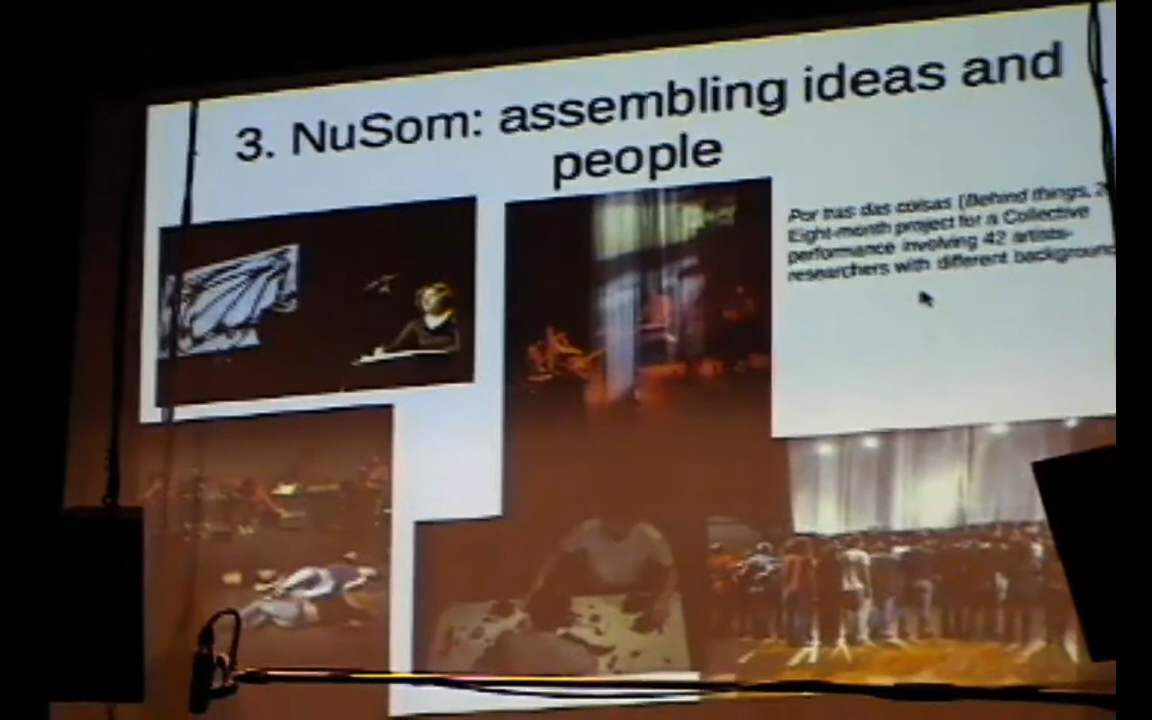 3. NuSom: assembling ideas and
people
Por tras das coisas (Behind things,
Eight-month project for a Collective
performance involving 42 artists-
researchers with different background